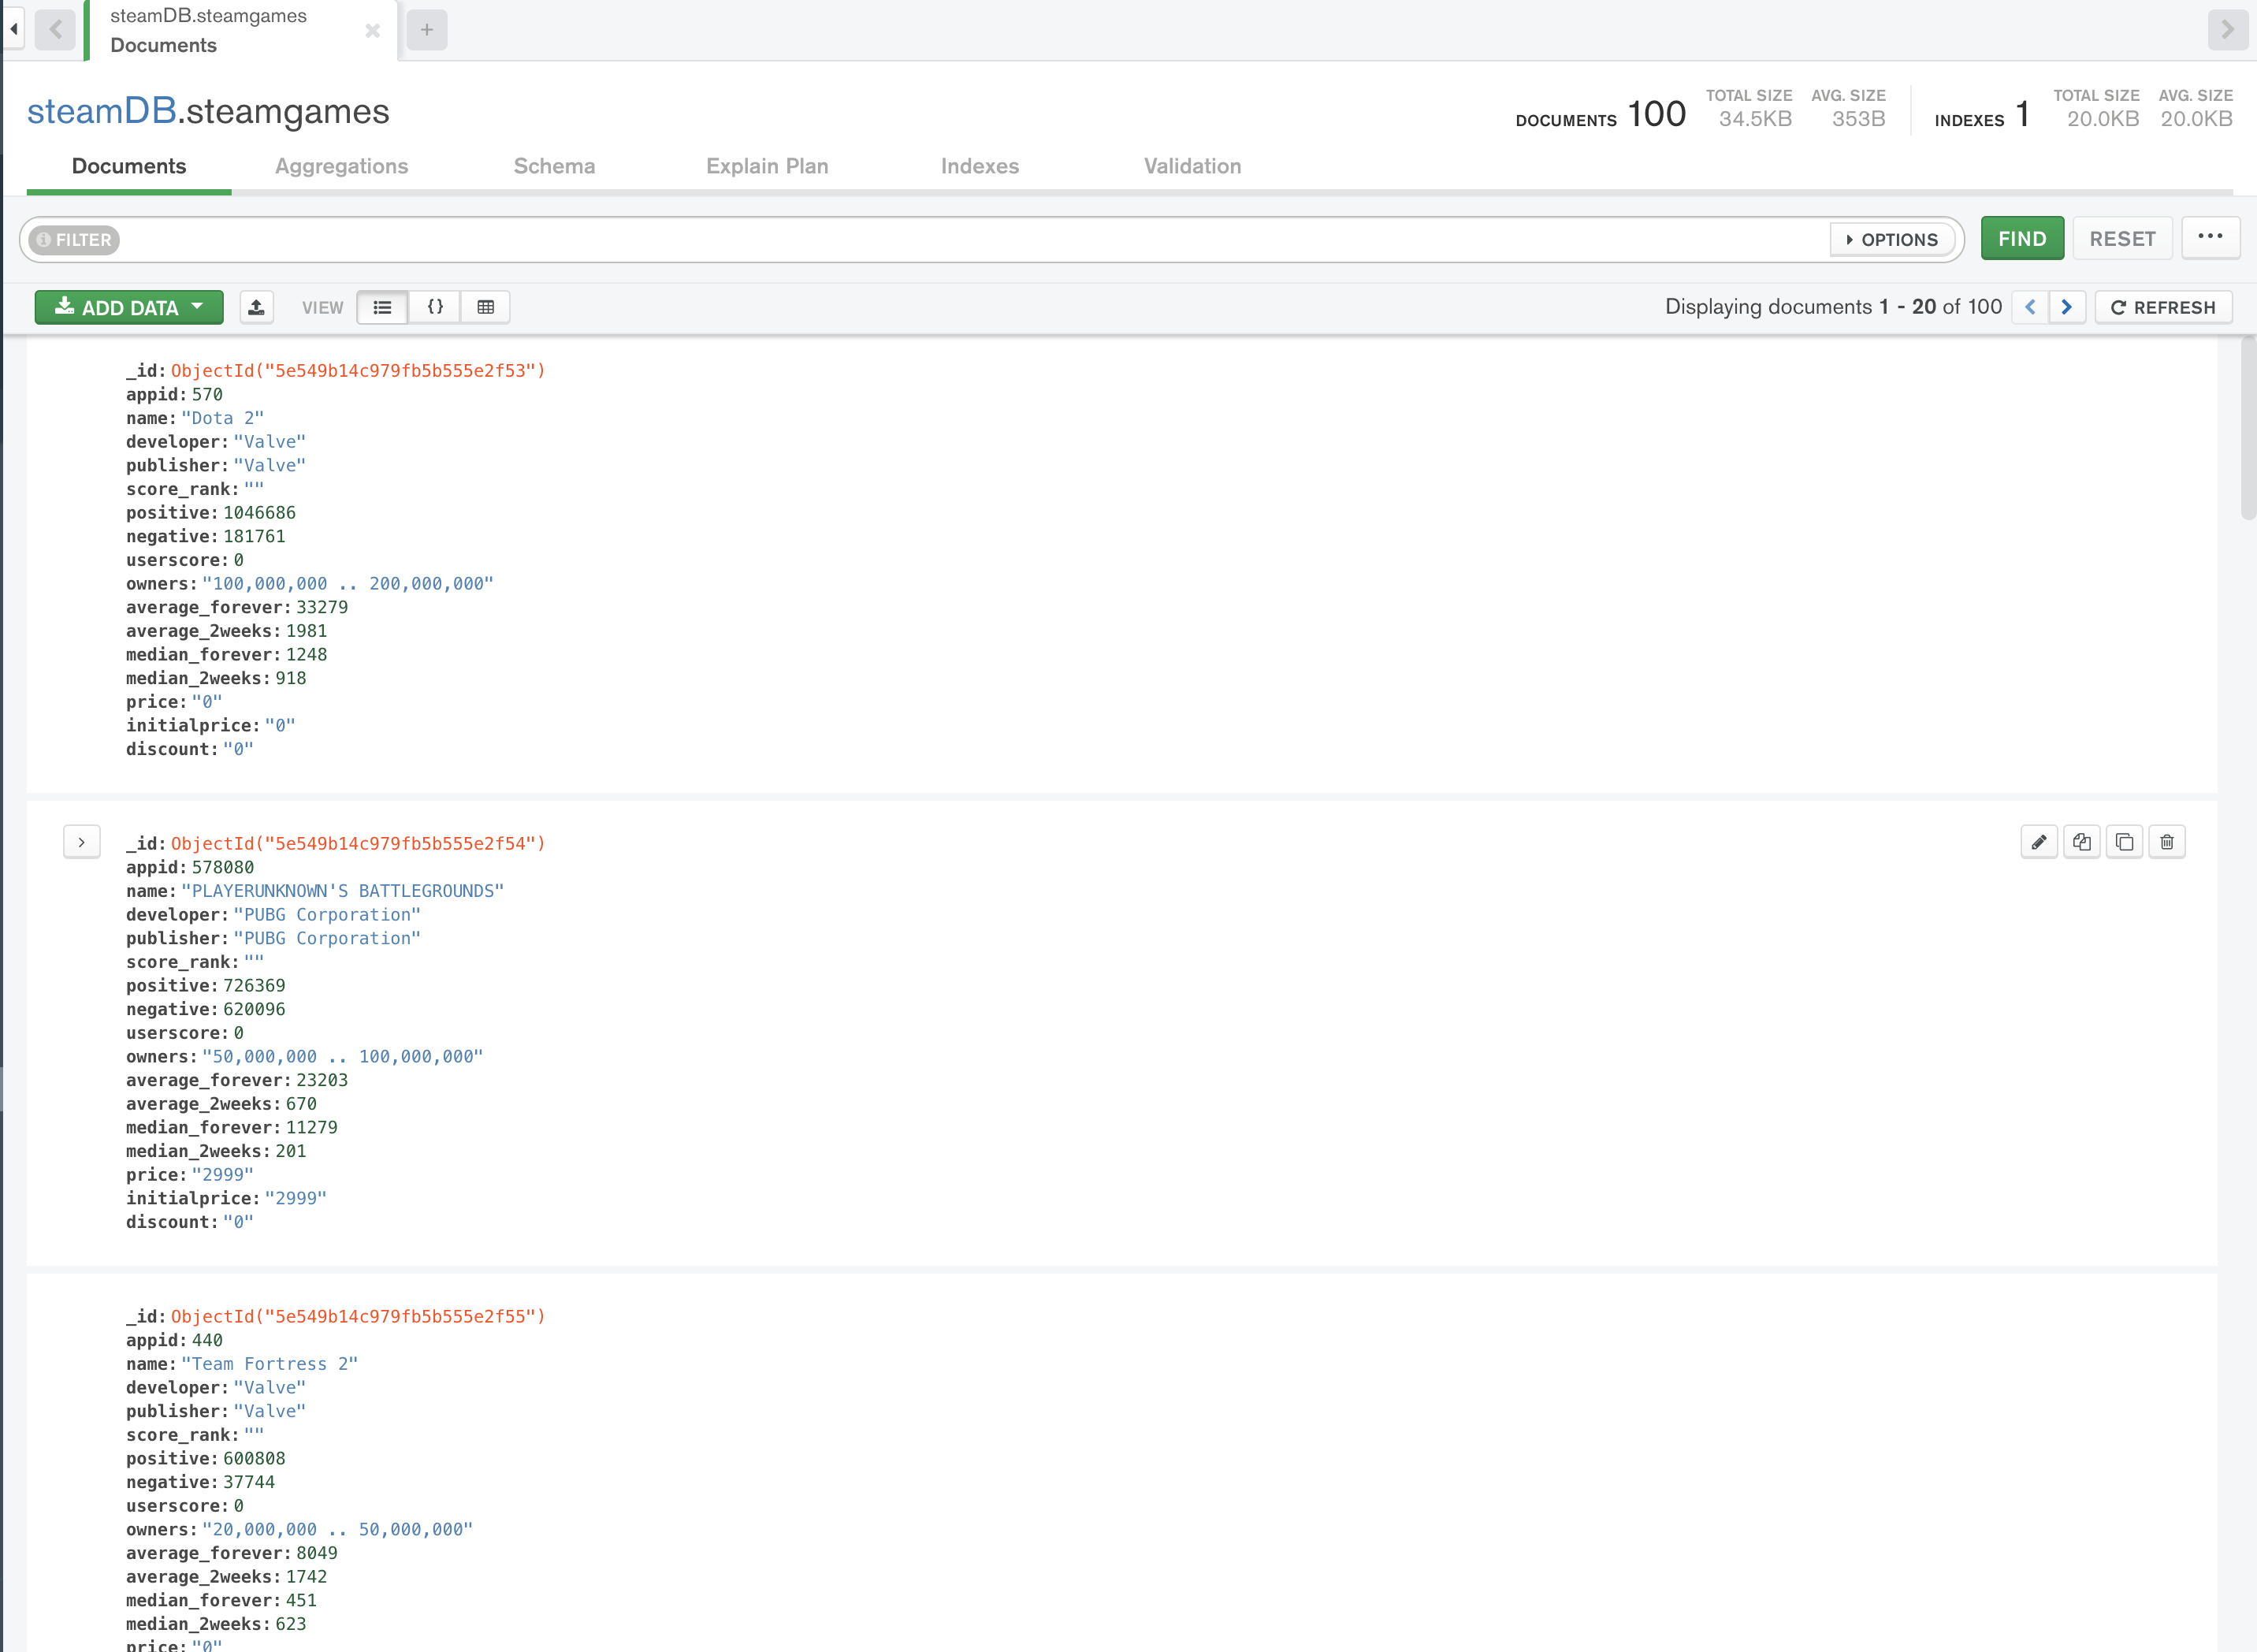 steamDB.steamgames
Documents
steamDB.steamgames
DOCUMENTS 100 TOTAL SIZE 34.5KB AVG. SIZE 353B INDEXES 1 TOTAL SIZE 20.0KB AVG. SIZE 20.0KB
Documents Aggregations Schema Explain Plan Indexes Validation
FILTER OPTIONS FIND RESET ...
ADD DATA VIEW {} Displaying documents 1 - 20 of 100 REFRESH
_id: ObjectId("5e549b14c979fb5b555e2f53")
appid: 570
name: "Dota 2"
developer: "Valve"
publisher: "Valve"
score_rank: ""
positive: 1046686
negative: 181761
userscore: 0
owners: "100,000,000 .. 200,000,000"
average_forever: 33279
average_2weeks: 1981
median_forever: 1248
median_2weeks: 918
price: "0"
initialprice: "0"
discount: "0"
_id: ObjectId("5e549b14c979fb5b555e2f54")
appid: 578080
name: "PLAYERUNKNOWN'S BATTLEGROUNDS"
developer: "PUBG Corporation"
publisher: "PUBG Corporation"
score_rank: ""
positive: 726369
negative: 620096
userscore: 0
owners: "50,000,000 .. 100,000,000"
average_forever: 23203
average_2weeks: 670
median_forever: 11279
median_2weeks: 201
price: "2999"
initialprice: "2999"
discount: "0"
_id: ObjectId("5e549b14c979fb5b555e2f55")
appid: 440
name: "Team Fortress 2"
developer: "Valve"
publisher: "Valve"
score_rank: ""
positive: 600808
negative: 37744
userscore: 0
owners: "20,000,000 .. 50,000,000"
average_forever: 8049
average_2weeks: 1742
median_forever: 451
median_2weeks: 623
price: "0"